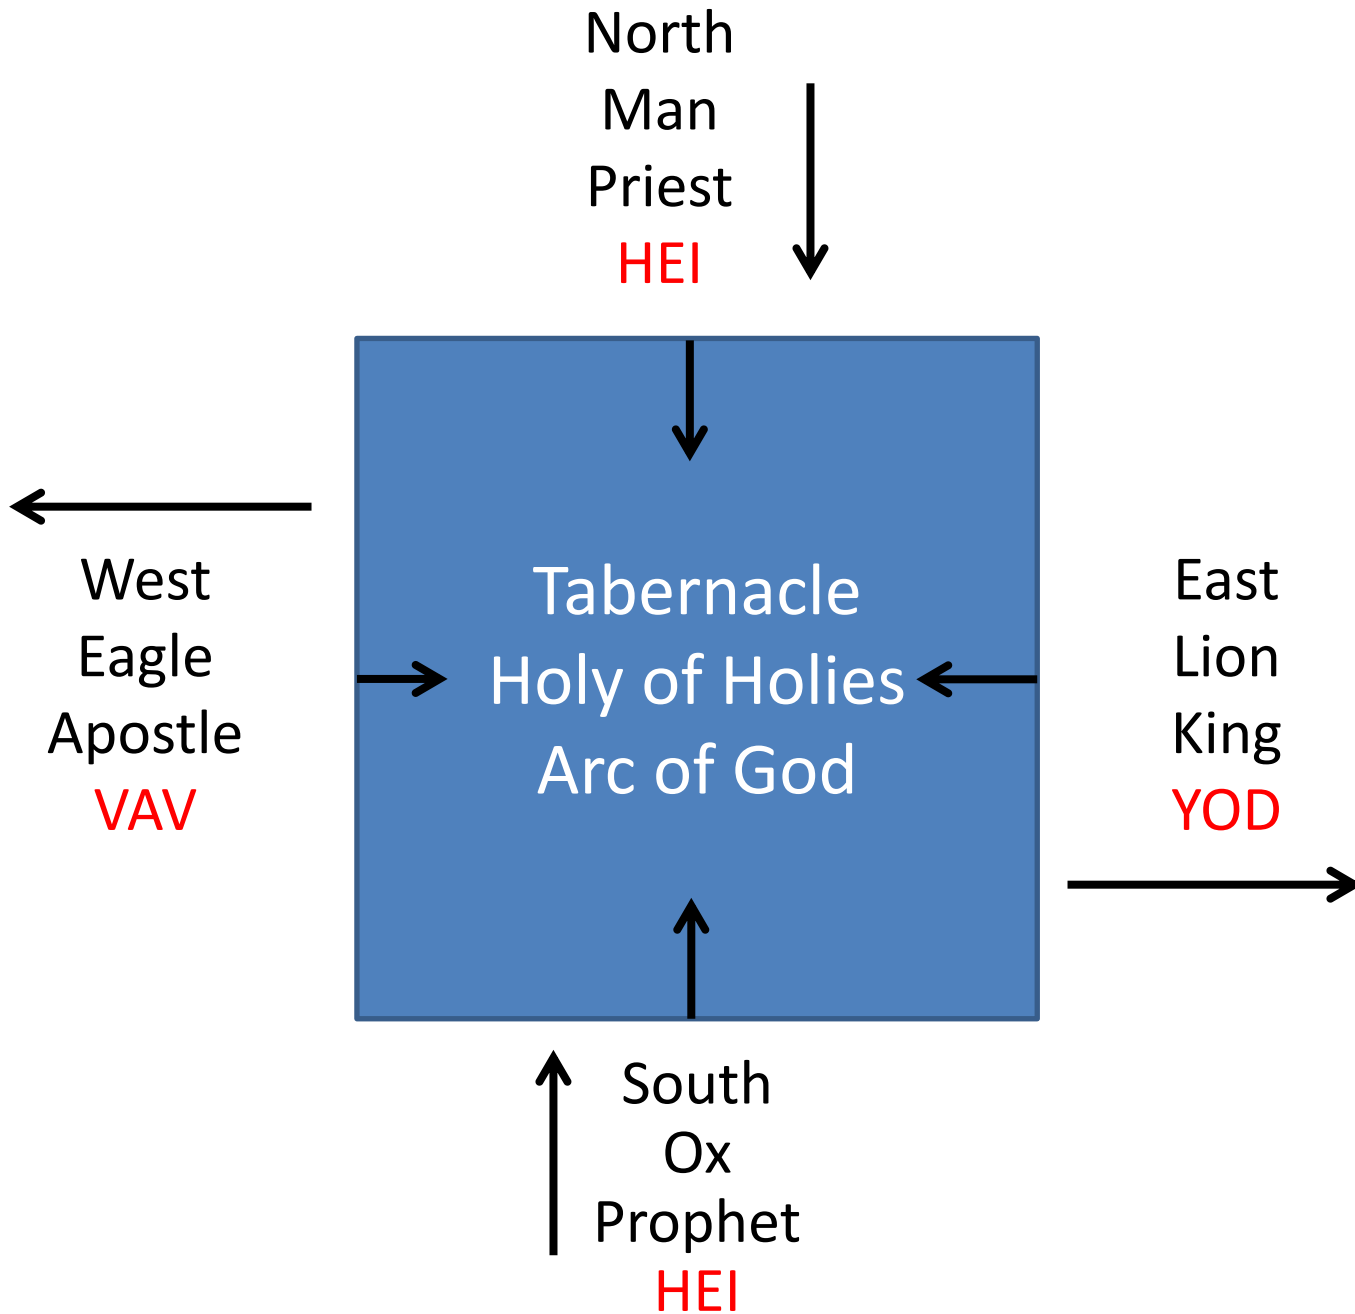 North
Man
Priest
HEI
West
Eagle
Apostle
VAV
Tabernacle
Holy of Holies
Arc of God
East
Lion
King
YOD
South
Ox
Prophet
HEI